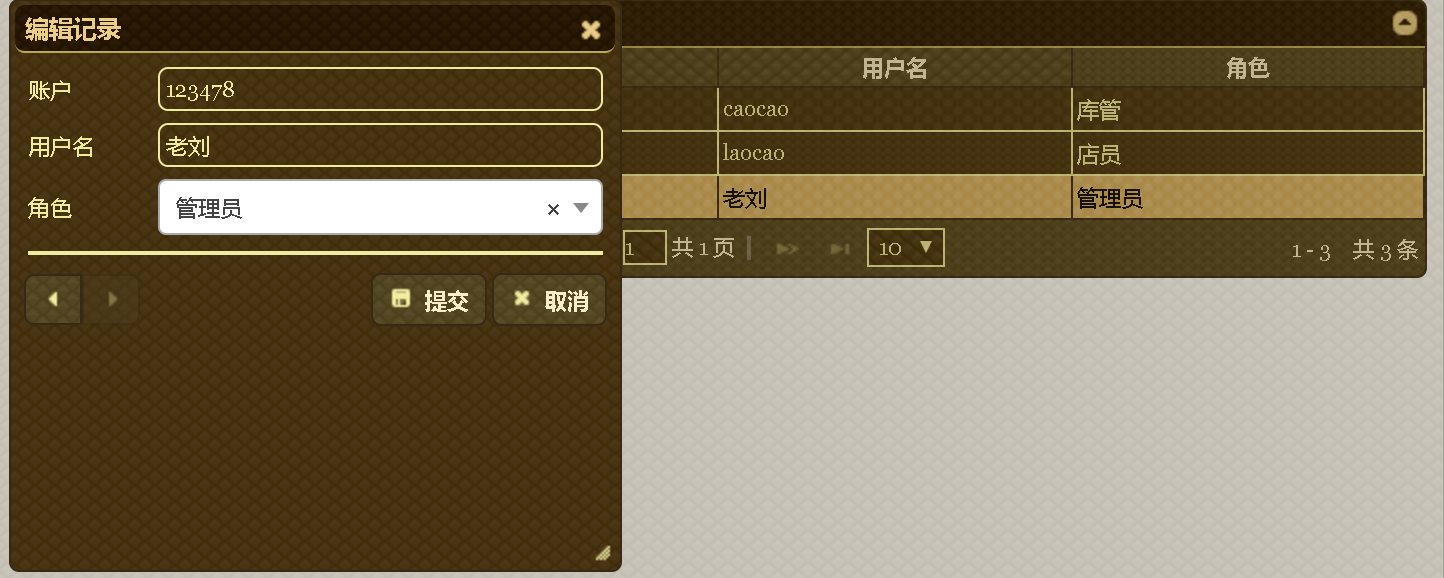 编辑记录
账户 123478
用户名 老刘
角色 管理员 ×
提交 取消
用户名 角色
caocao 库管
laocao 店员
老刘 管理员
1 共 1 页 10 1 - 3 共 3 条